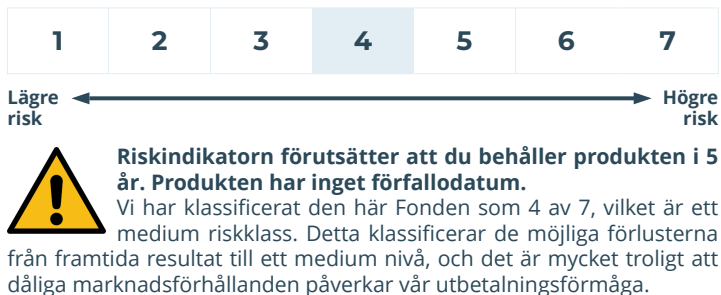 1 2 3 4 5 6 7
Lägre risk Högre risk
Riskindikatorn förutsätter att du behåller produkten i 5
år. Produkten har inget förfallodatum.
Vi har klassificerat den här Fonden som 4 av 7, vilket är ett
medium riskklass. Detta klassificerar de möjliga förlusterna
från framtida resultat till ett medium nivå, och det är mycket troligt att
dåliga marknadsförhållanden påverkar vår utbetalningsförmåga.